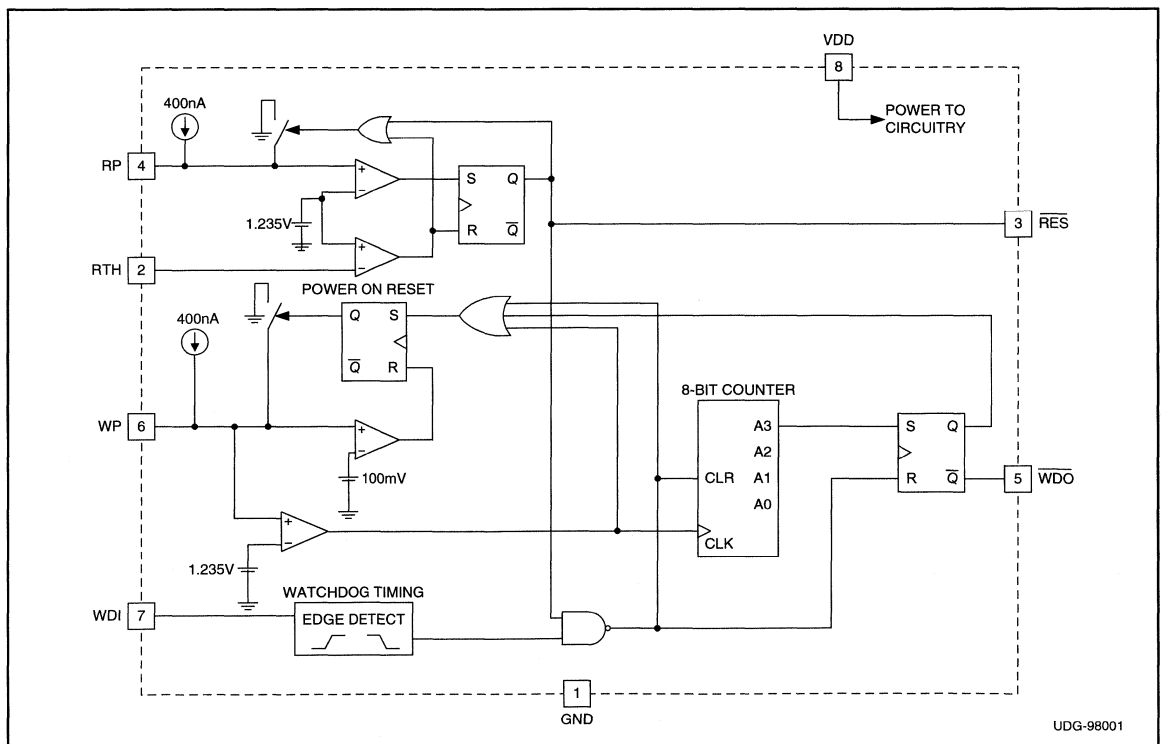 VDD
8
POWER TO
CIRCUITRY
400nA
RP 4
+
−
S Q
R Q̅
1.235V
+
−
3 R̅E̅S̅
RTH 2
POWER ON RESET
400nA
Q S
Q̅ R
8-BIT COUNTER
WP 6
+
−
100mV
A3
A2
CLR A1
A0
CLK
S Q
R Q̅
5 W̅D̅O̅
+
−
1.235V
WATCHDOG TIMING
WDI 7
EDGE DETECT
1
GND
UDG-98001